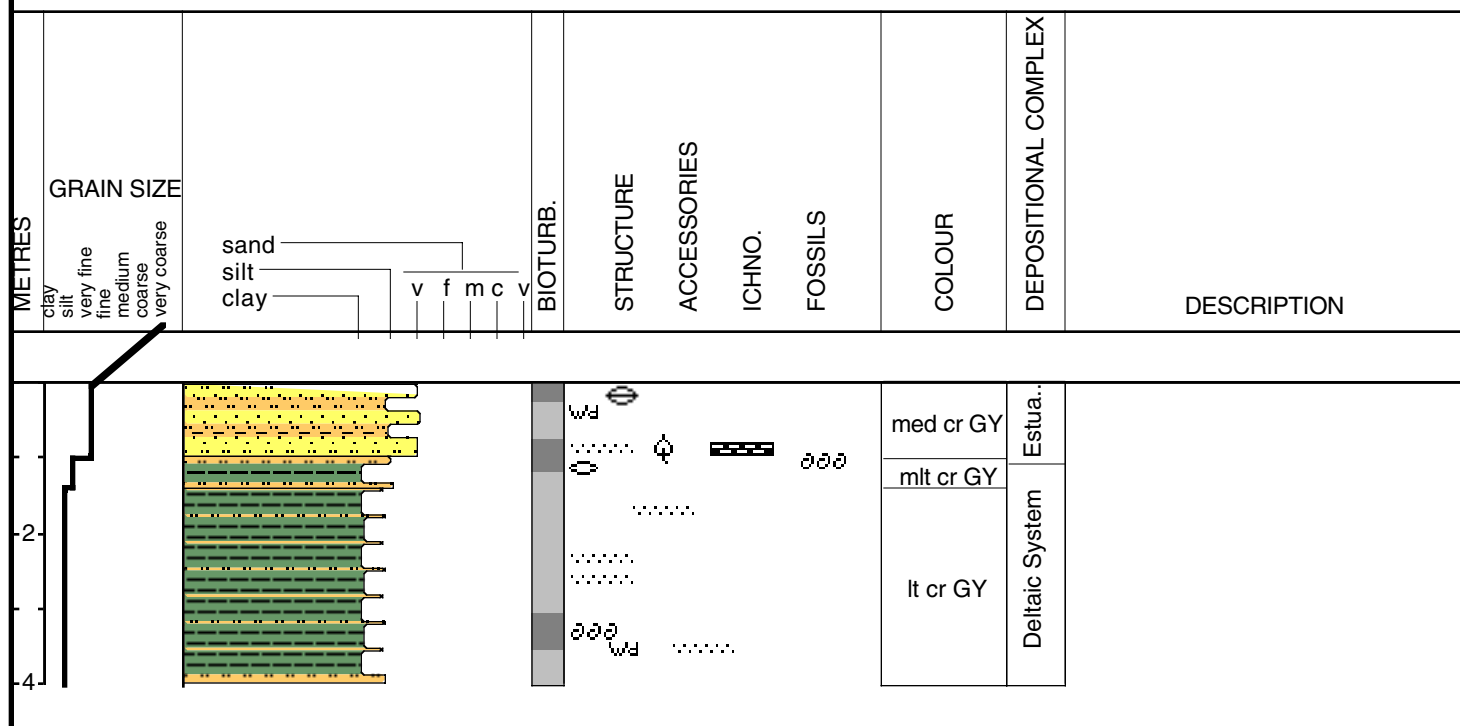 METRES
GRAIN SIZE
clay
silt
very fine
fine
medium
coarse
very coarse
sand
silt
clay
v f m c v
BIOTURB.
STRUCTURE
ACCESSORIES
ICHNO.
FOSSILS
COLOUR
DEPOSITIONAL COMPLEX
DESCRIPTION
med cr GY
Estua..
mlt cr GY
2
lt cr GY
Deltaic System
4